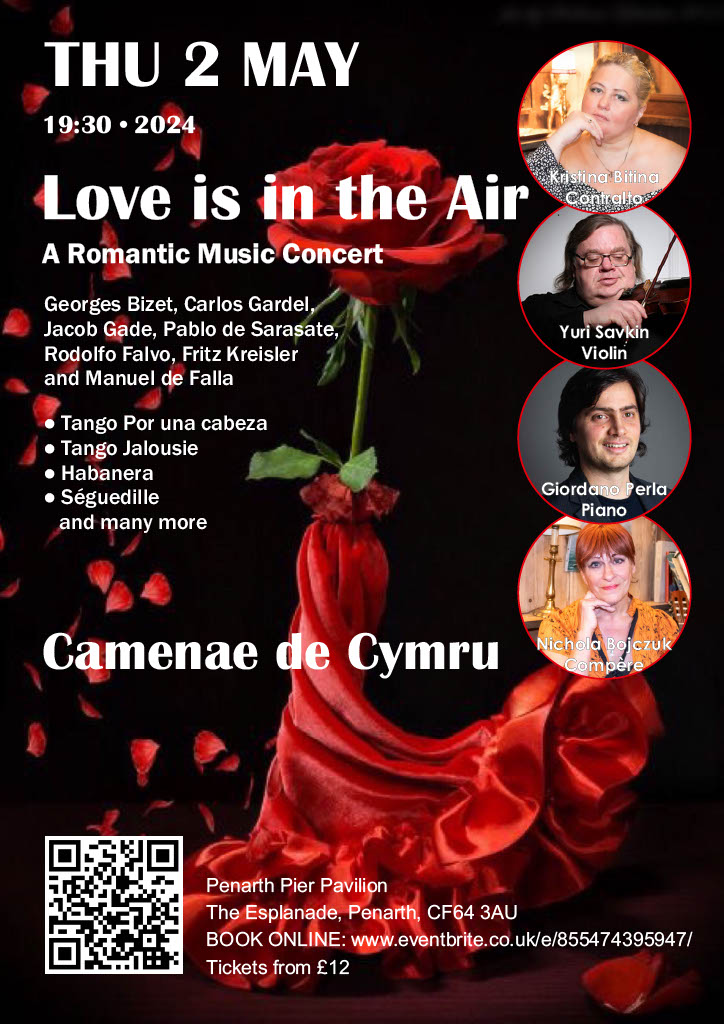 THU 2 MAY
19:30 • 2024
Love is in the Air
A Romantic Music Concert
Georges Bizet, Carlos Gardel,
Jacob Gade, Pablo de Sarasate,
Rodolfo Falvo, Fritz Kreisler
and Manuel de Falla
• Tango Por una cabeza
• Tango Jalousie
• Habanera
• Séguedille
and many more
Kristina Bitina
Contralto
Yuri Savkin
Violin
Giordano Perla
Piano
Nichola Bojczuk
Compère
Camenae de Cymru
Penarth Pier Pavilion
The Esplanade, Penarth, CF64 3AU
BOOK ONLINE: www.eventbrite.co.uk/e/855474395947/
Tickets from £12